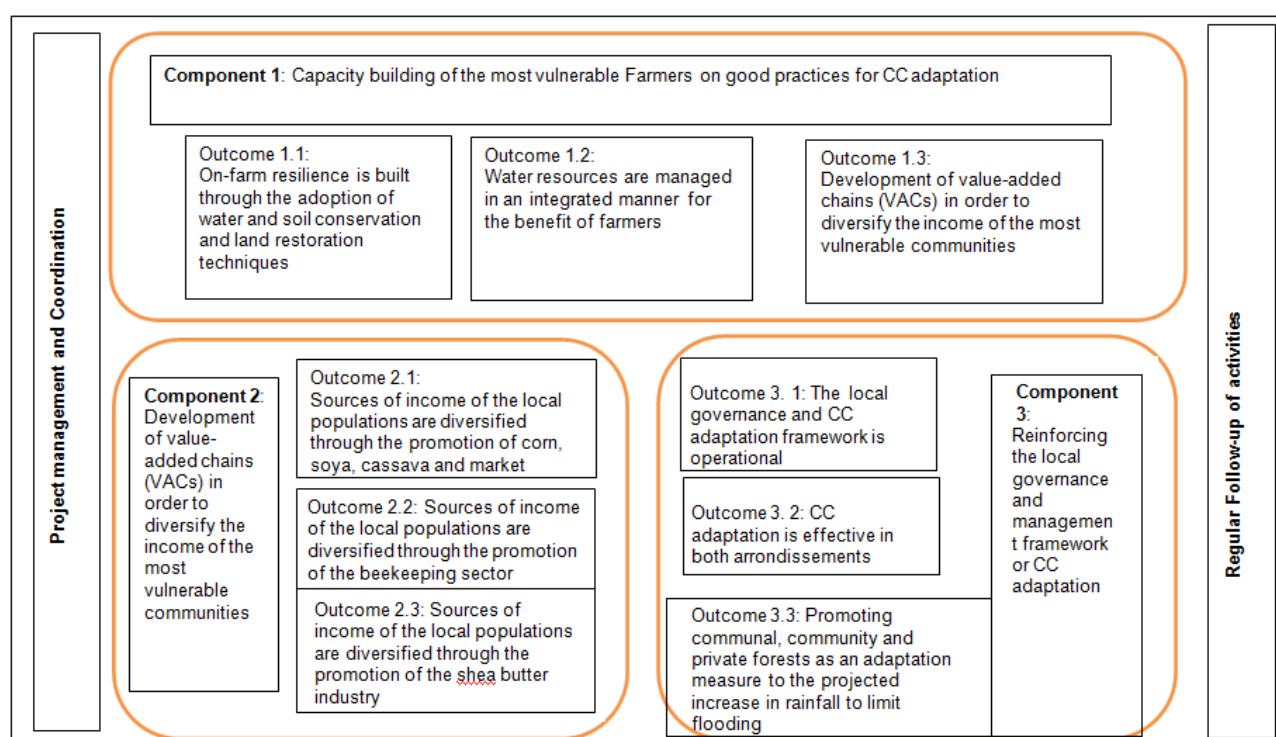 Project management and Coordination
Component 1: Capacity building of the most vulnerable Farmers on good practices for CC adaptation
Outcome 1.1:
On-farm resilience is built
through the adoption of
water and soil conservation
and land restoration
techniques
Outcome 1.2:
Water resources are managed
in an integrated manner for
the benefit of farmers
Outcome 1.3:
Development of value-added
chains (VACs) in order to
diversify the income of the most
vulnerable communities
Component 2:
Development
of value-
added chains
(VACs) in
order to
diversify the
income of the
most
vulnerable
communities
Outcome 2.1:
Sources of income of the local
populations are diversified
through the promotion of corn,
soya, cassava and market
Outcome 2.2: Sources of income
of the local populations are
diversified through the promotion
of the beekeeping sector
Outcome 2.3: Sources of
income of the local populations
are diversified through the
promotion of the shea butter
industry
Outcome 3. 1: The local
governance and CC
adaptation framework is
operational
Outcome 3. 2: CC
adaptation is effective in
both arrondissements
Outcome 3.3: Promoting
communal, community and
private forests as an adaptation
measure to the projected
increase in rainfall to limit
flooding
Component
3:
Reinforcing
the local
governance
and
managemen
t framework
or CC
adaptation
Regular Follow-up of activities